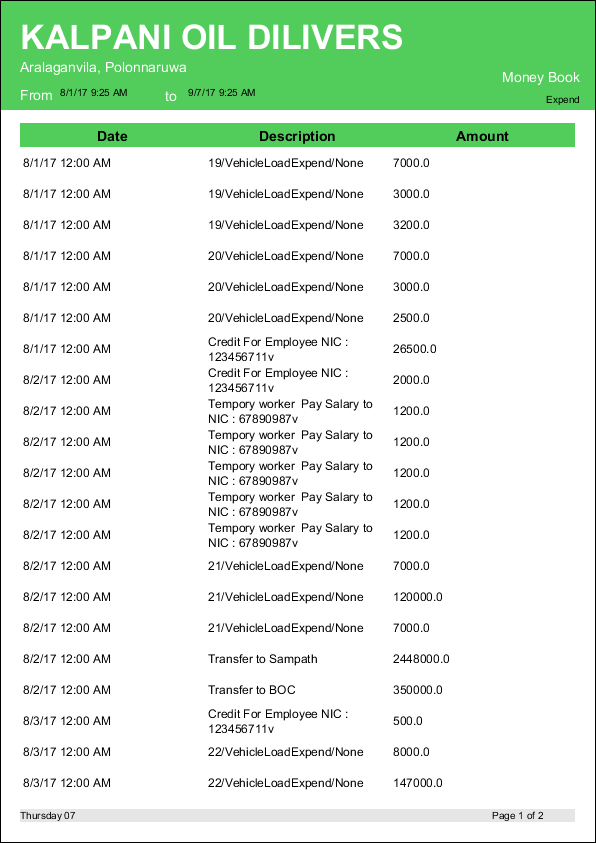 KALPANI OIL DILIVERS
Aralaganvila, Polonnaruwa
Money Book
From 8/1/17 9:25 AM to 9/7/17 9:25 AM
Expend
Date Description Amount
8/1/17 12:00 AM 19/VehicleLoadExpend/None 7000.0
8/1/17 12:00 AM 19/VehicleLoadExpend/None 3000.0
8/1/17 12:00 AM 19/VehicleLoadExpend/None 3200.0
8/1/17 12:00 AM 20/VehicleLoadExpend/None 7000.0
8/1/17 12:00 AM 20/VehicleLoadExpend/None 3000.0
8/1/17 12:00 AM 20/VehicleLoadExpend/None 2500.0
8/1/17 12:00 AM Credit For Employee NIC : 26500.0
123456711v
8/2/17 12:00 AM Credit For Employee NIC : 2000.0
123456711v
8/2/17 12:00 AM Tempory worker  Pay Salary to 1200.0
NIC : 67890987v
8/2/17 12:00 AM Tempory worker  Pay Salary to 1200.0
NIC : 67890987v
8/2/17 12:00 AM Tempory worker  Pay Salary to 1200.0
NIC : 67890987v
8/2/17 12:00 AM Tempory worker  Pay Salary to 1200.0
NIC : 67890987v
8/2/17 12:00 AM Tempory worker  Pay Salary to 1200.0
NIC : 67890987v
8/2/17 12:00 AM 21/VehicleLoadExpend/None 7000.0
8/2/17 12:00 AM 21/VehicleLoadExpend/None 120000.0
8/2/17 12:00 AM 21/VehicleLoadExpend/None 7000.0
8/2/17 12:00 AM Transfer to Sampath 2448000.0
8/2/17 12:00 AM Transfer to BOC 350000.0
8/3/17 12:00 AM Credit For Employee NIC : 500.0
123456711v
8/3/17 12:00 AM 22/VehicleLoadExpend/None 8000.0
8/3/17 12:00 AM 22/VehicleLoadExpend/None 147000.0
Thursday 07 Page 1 of 2